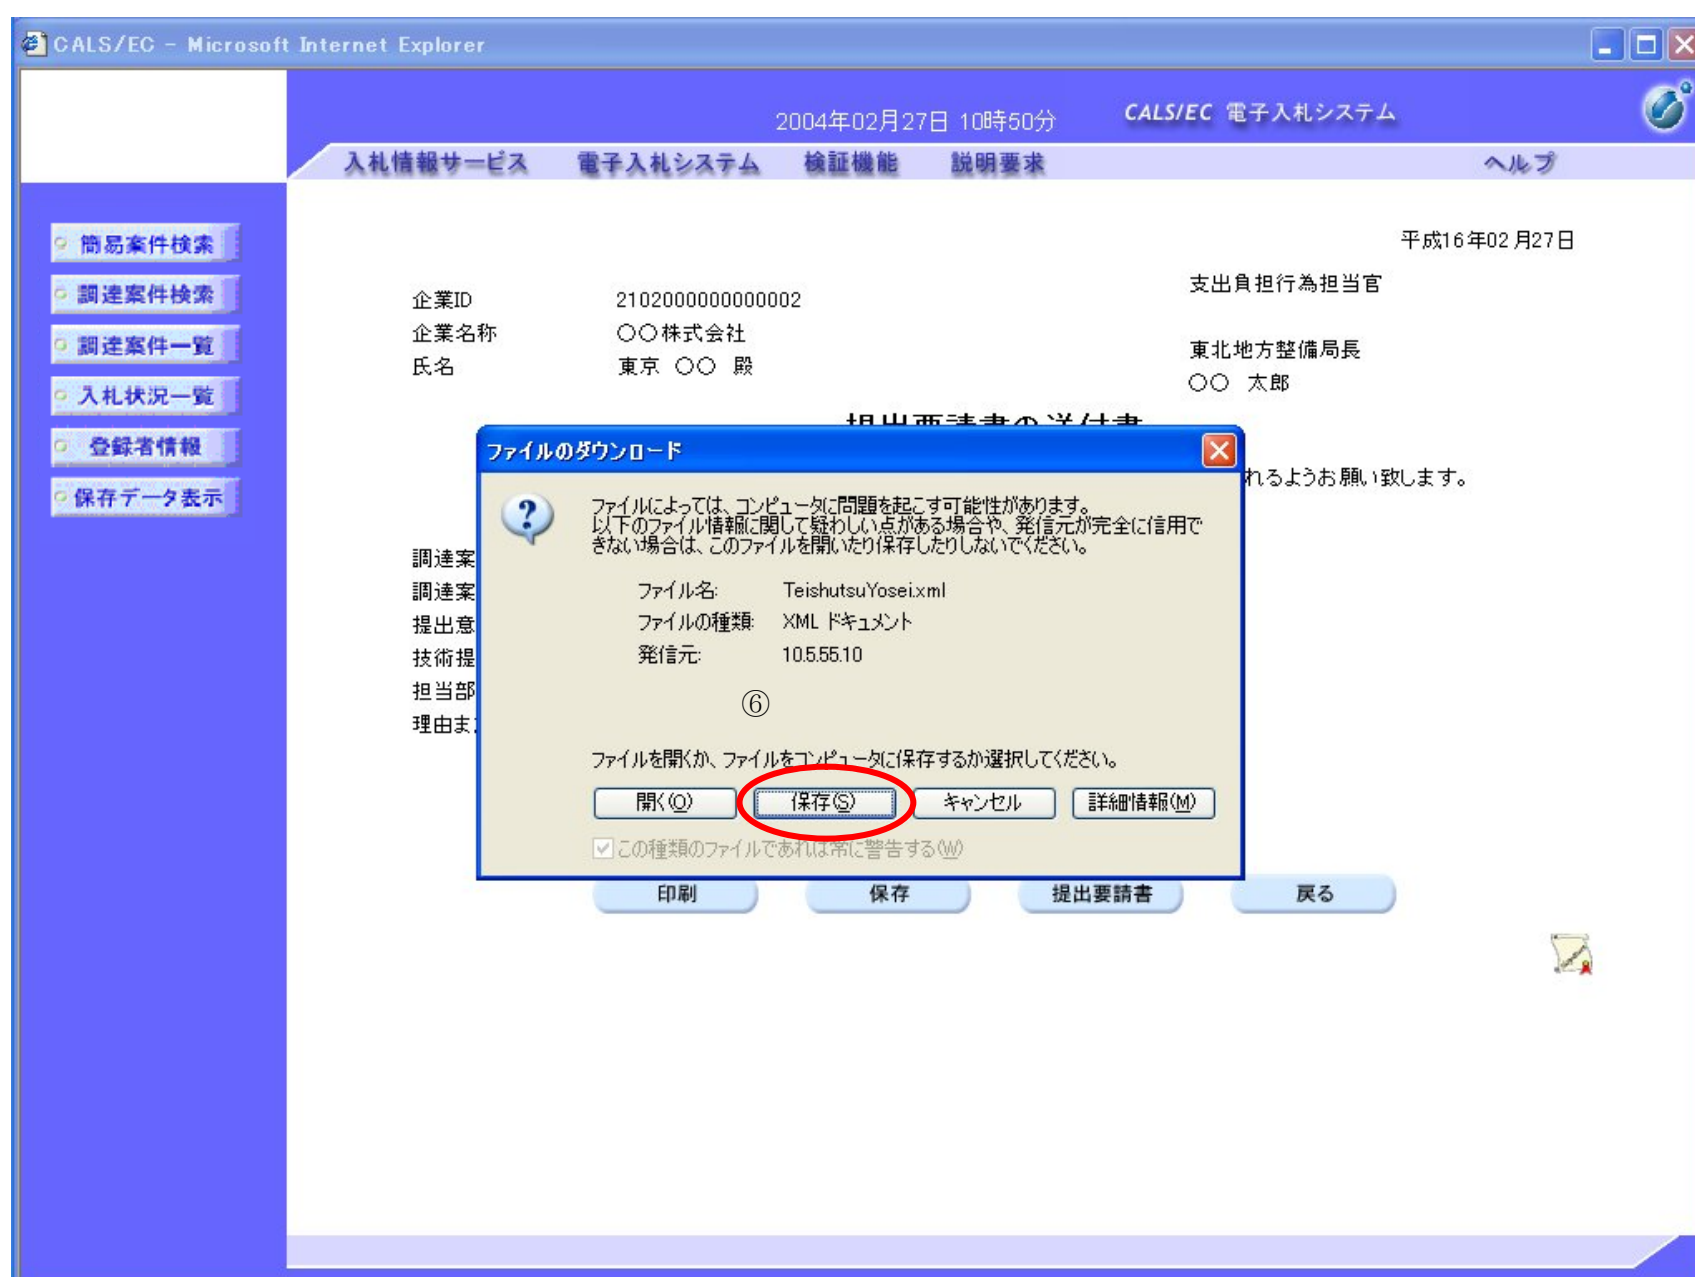 CALS/EC - Microsoft Internet Explorer
2004年02月27日 10時50分
CALS/EC 電子入札システム
入札情報サービス 電子入札システム 検証機能 説明要求 ヘルプ
簡易案件検索
調達案件検索
調達案件一覧
入札状況一覧
登録者情報
保存データ表示
平成16年02月27日
支出負担行為担当官
企業ID 2102000000000002
企業名称 〇〇株式会社
氏名 東京 〇〇 殿
東北地方整備局長
〇〇 太郎
提出要請書の送付書
れるようお願い致します。
調達案
調達案
提出意
技術提
担当部
理由ま
ファイルのダウンロード
ファイルによっては、コンピュータに問題を起こす可能性があります。
以下のファイル情報に関して疑わしい点がある場合や、発信元が完全に信用で
きない場合は、このファイルを開いたり保存したりしないでください。
ファイル名: TeishutsuYosei.xml
ファイルの種類: XML ドキュメント
発信元: 10.5.55.10
⑥
ファイルを開くか、ファイルをコンピュータに保存するか選択してください。
開く(O) 保存(S) キャンセル 詳細情報(M)
この種類のファイルであれば常に警告する(W)
印刷 保存 提出要請書 戻る